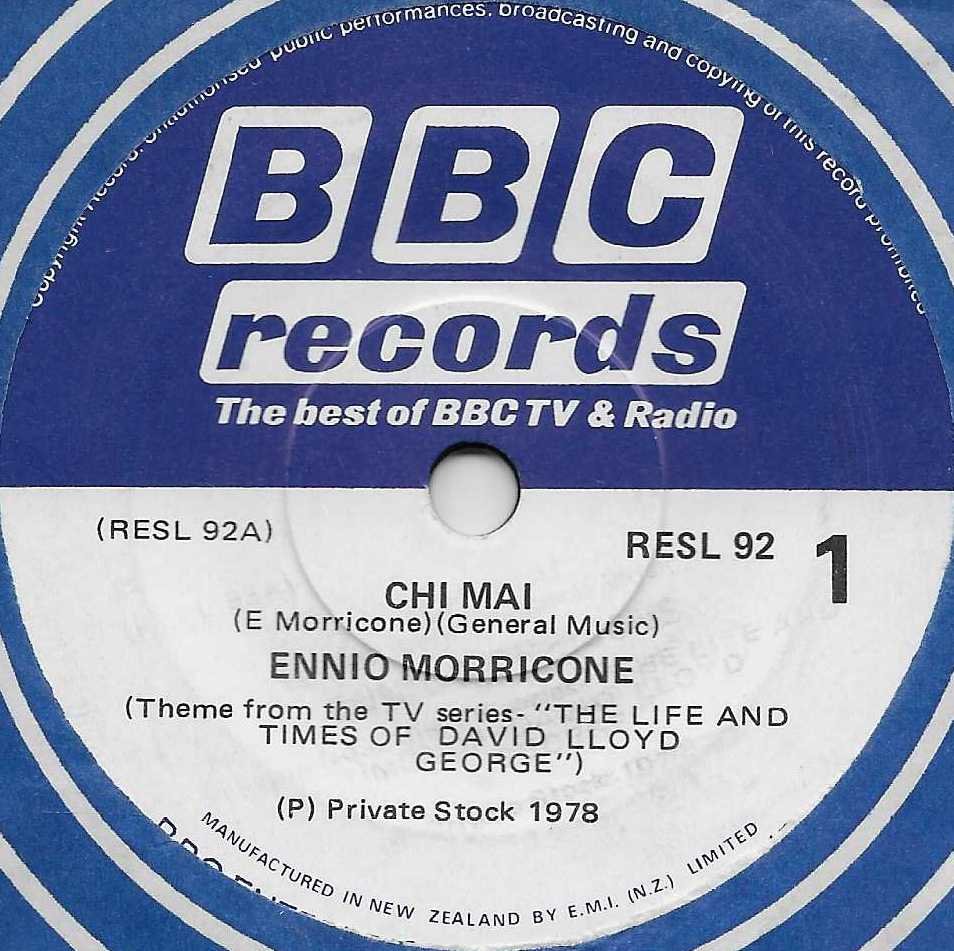 Copyright Records. Unauthorised public performances. broadcasting and copying of this record prohibited
BBC
records
The best of BBC TV & Radio
(RESL 92A)
RESL 92
1
CHI MAI
(E Morricone)(General Music)
ENNIO MORRICONE
(Theme from the TV series- "THE LIFE AND
TIMES OF DAVID LLOYD
GEORGE")
(P) Private Stock 1978
MANUFACTURED IN NEW ZEALAND BY E.M.I. (N.Z.) LIMITED